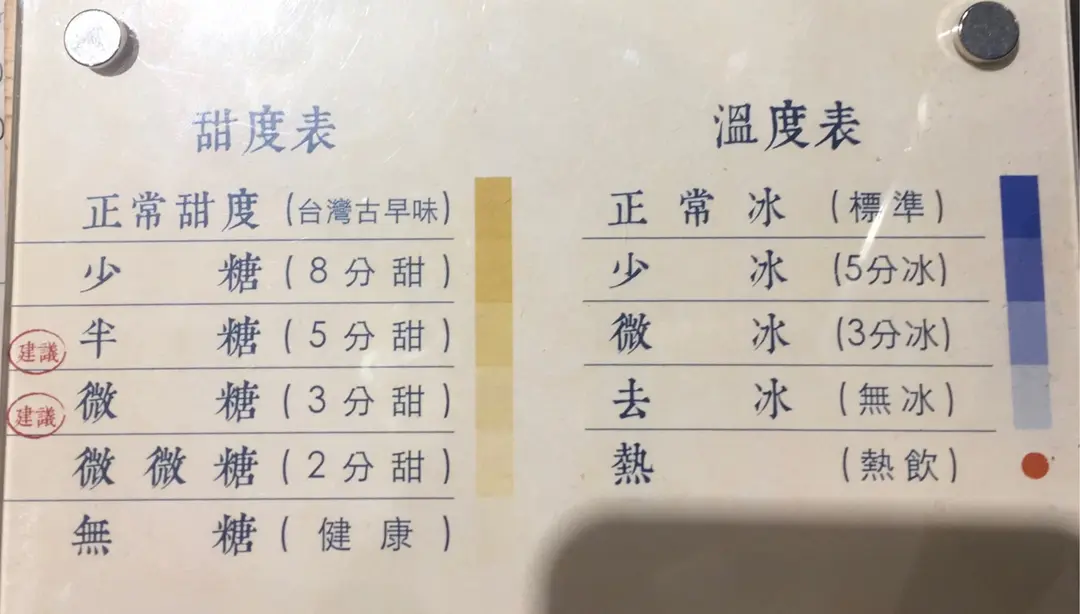 甜度表
正常甜度 (台灣古早味)
少糖 (8分甜)
建議 半糖 (5分甜)
建議 微糖 (3分甜)
微微糖 (2分甜)
無糖 (健康)
溫度表
正常冰 (標準)
少冰 (5分冰)
微冰 (3分冰)
去冰 (無冰)
熱 (熱飲)